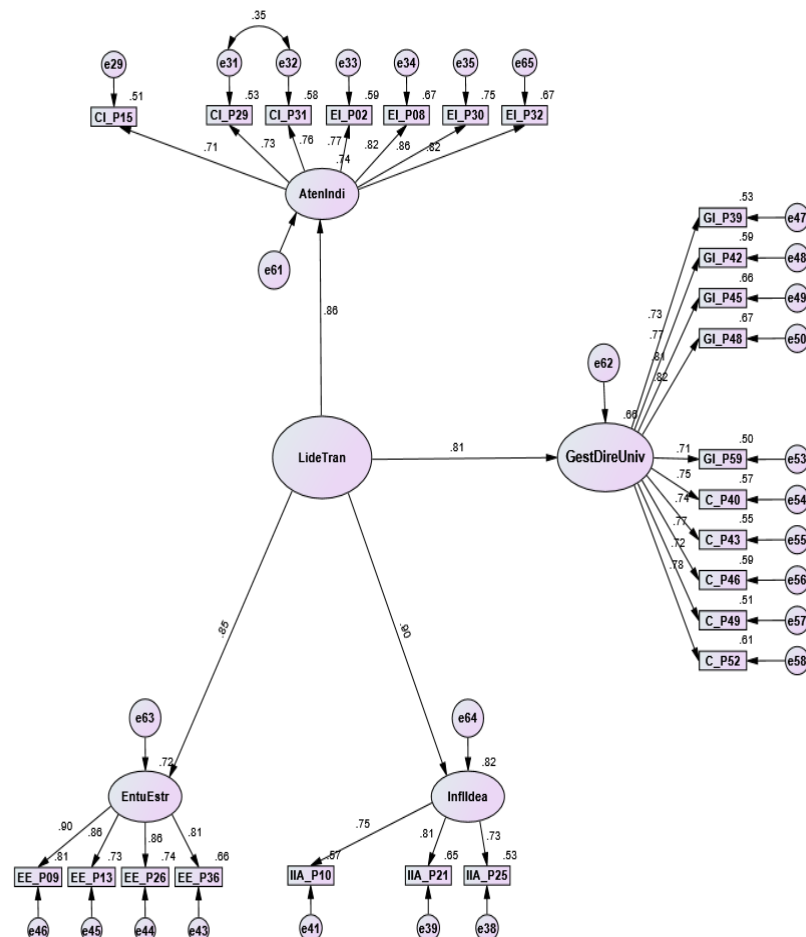 .35
e29 e31 e32 e33 e34 e35 e65
.51 .53 .58 .59 .67 .75 .67
CI_P15 CI_P29 CI_P31 EI_P02 EI_P08 EI_P30 EI_P32
.71 .73 .76 .77 .82 .86 .82
.74
AtenIndi
e61
.86
.53
GI_P39 e47
.59
GI_P42 e48
.66
GI_P45 e49
.67
GI_P48 e50
.73
.77
.81
.82
e62
.66
LideTran
.81
GestDireUniv
.50
.71 GI_P59 e53
.57
.75 C_P40 e54
.55
.74 C_P43 e55
.59
.77 C_P46 e56
.51
.72 C_P49 e57
.61
.78 C_P52 e58
.85
.90
e63 e64
.72 .82
EntuEstr InflIdea
.90 .86 .86 .81 .75 .81 .73
.81 .73 .74 .66 .57 .65 .53
EE_P09 EE_P13 EE_P26 EE_P36 IIA_P10 IIA_P21 IIA_P25
e46 e45 e44 e43 e41 e39 e38